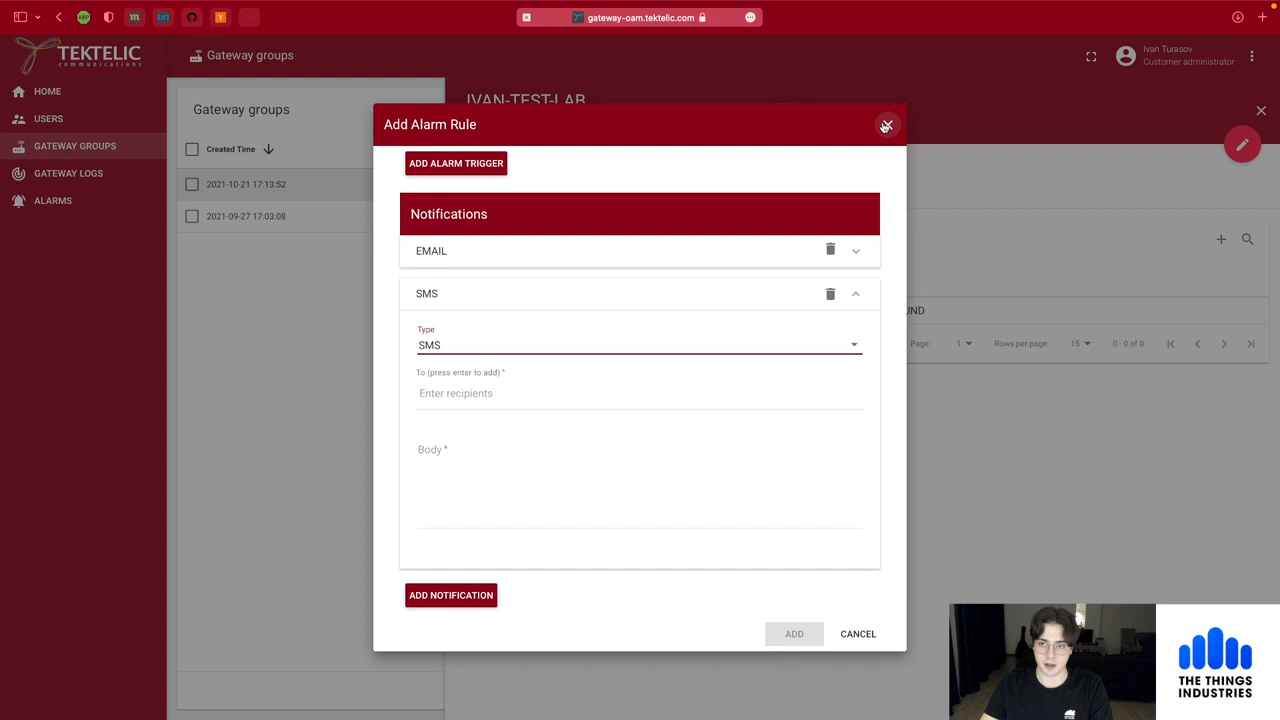 gateway-oam.tektelic.com
TEKTELIC
communications
Gateway groups
Ivan Turasov
Customer administrator
HOME
USERS
GATEWAY GROUPS
GATEWAY LOGS
ALARMS
Gateway groups
Created Time
2021-10-21 17:13:52
2021-09-27 17:03:08
IVAN-TEST-LAB
Add Alarm Rule
ADD ALARM TRIGGER
Notifications
EMAIL
SMS
Type
SMS
To (press enter to add) *
Enter recipients
Body *
ADD NOTIFICATION
ADD
CANCEL
UND
Page:
1
Rows per page:
15
0 - 0 of 0
THE THINGS
INDUSTRIES